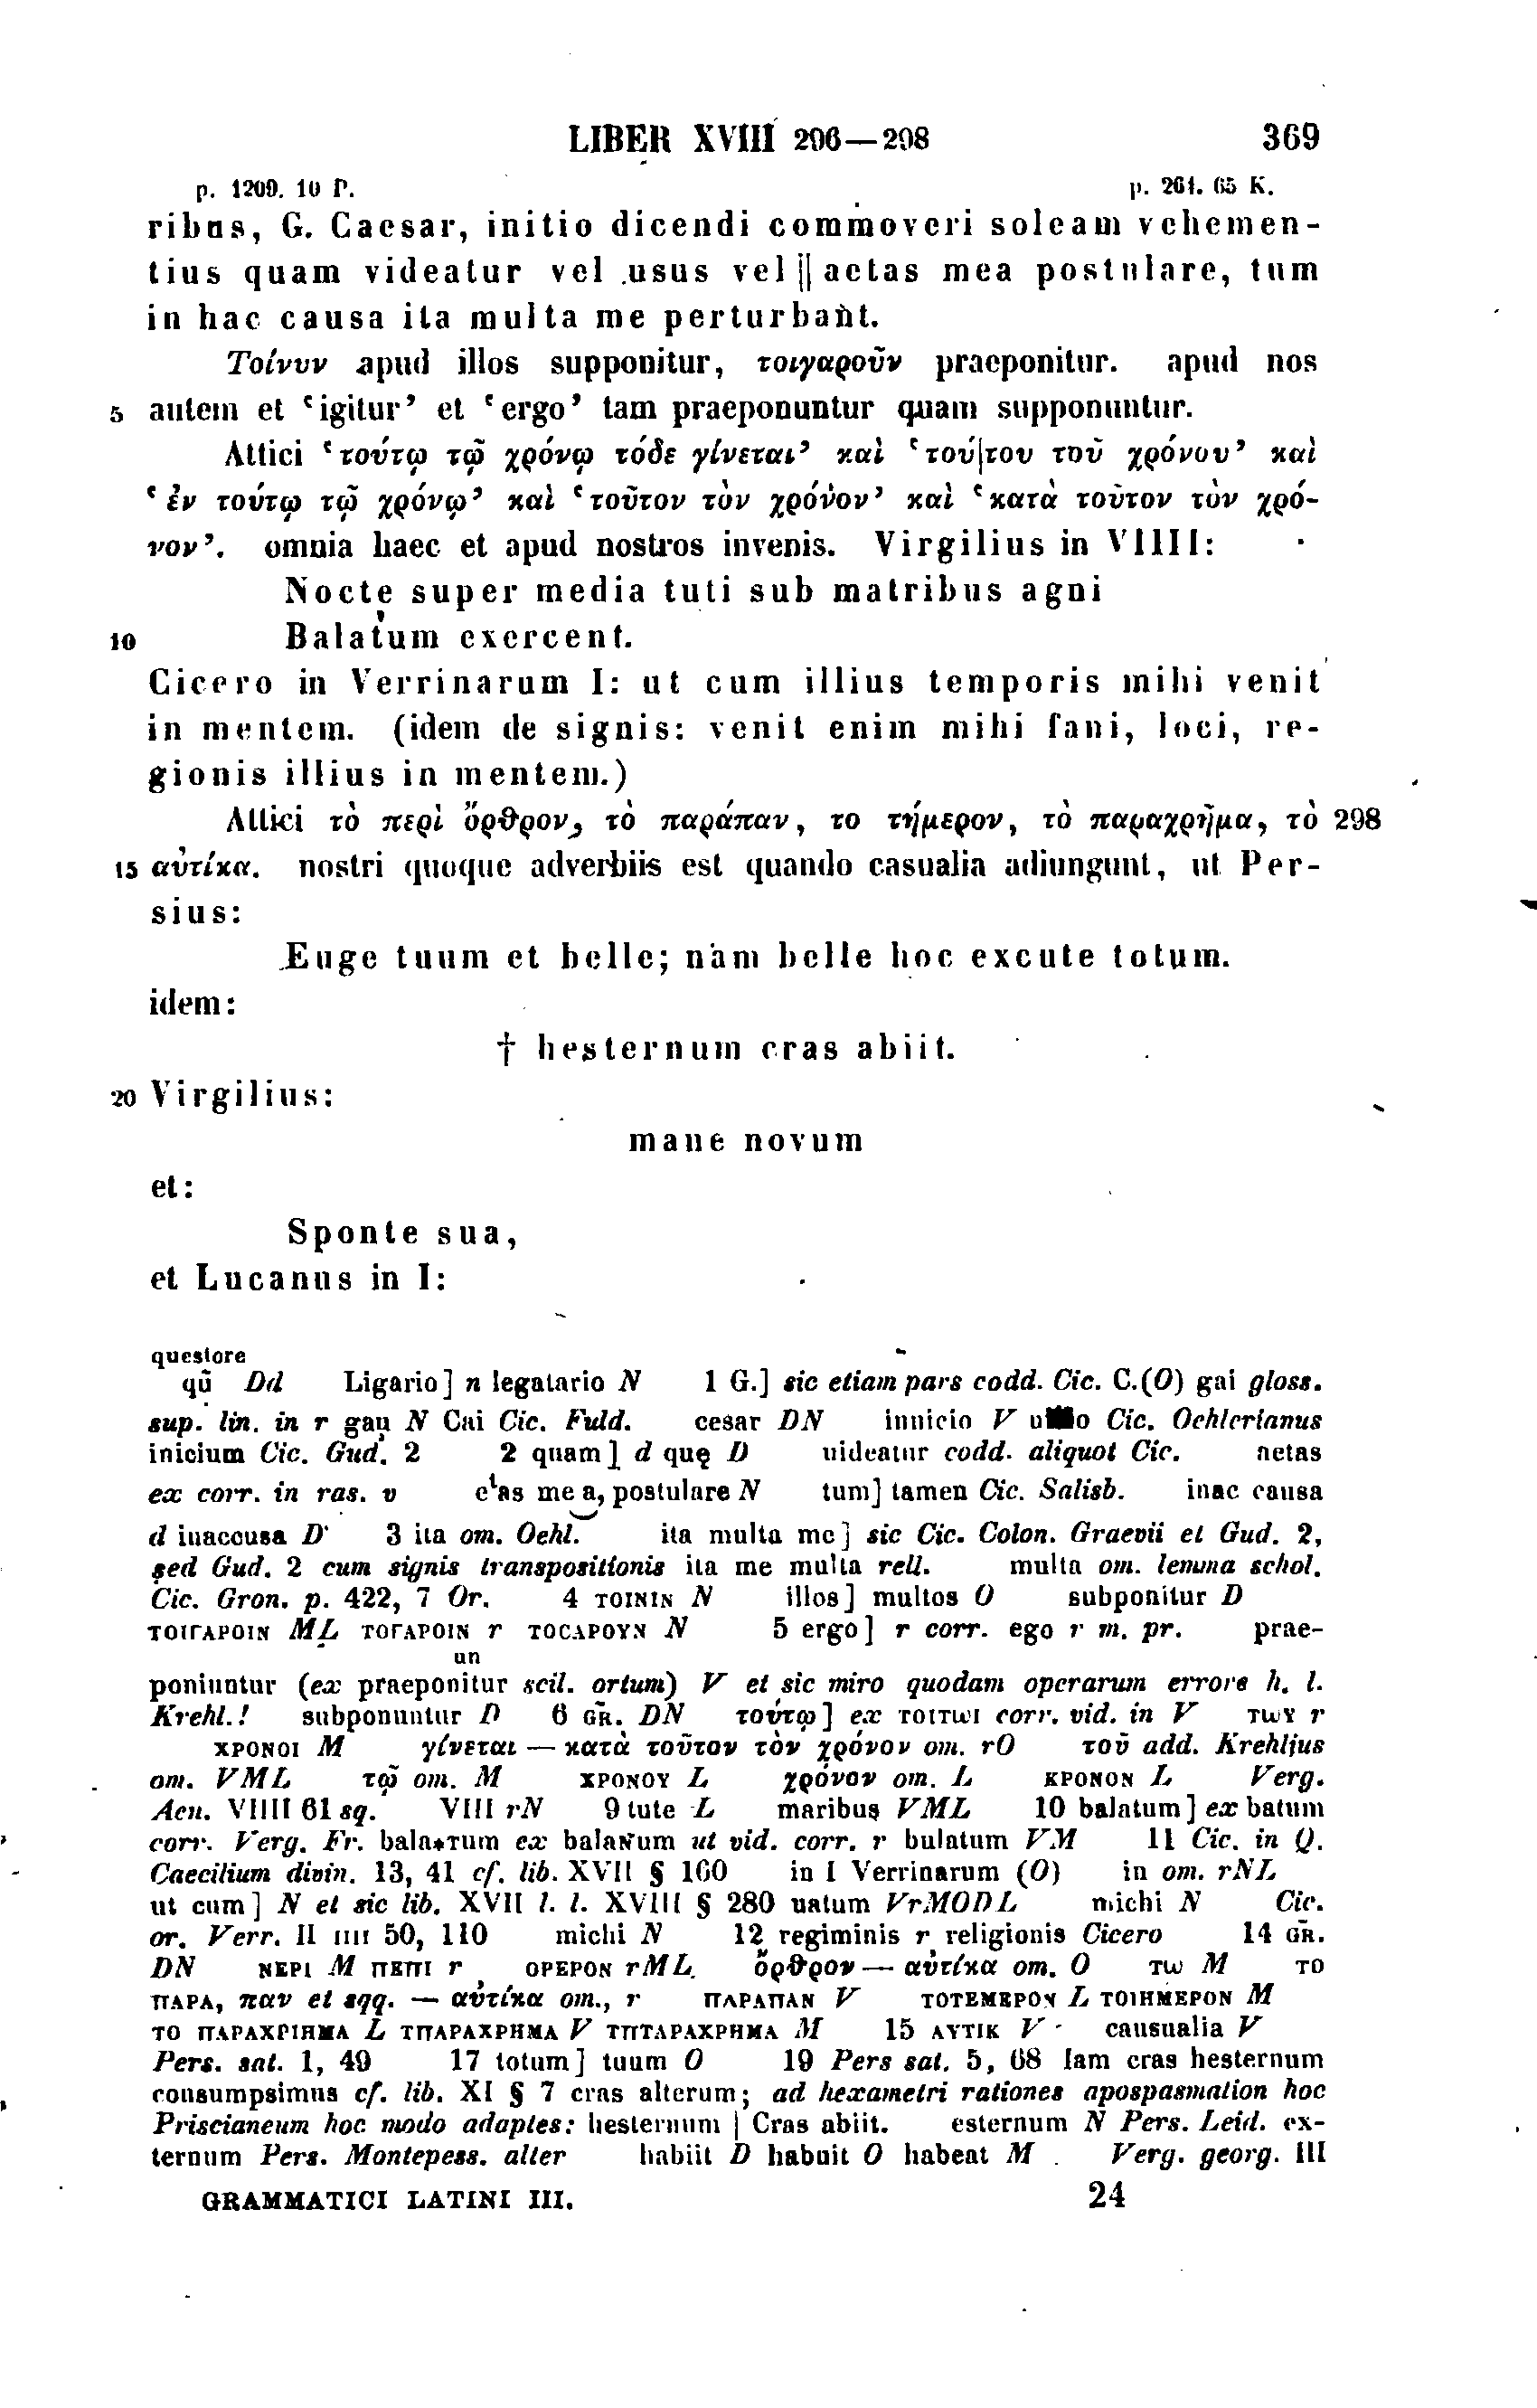 LIBER XVIII 296—298 369
p. 1209. 10 P. p. 261. 65 K.
ribus, G. Caesar, initio dicendi commoveri soleam vehemen-
tius quam videatur vel usus vel || aetas mea postulare, tum
in hac causa ita multa me perturbant.
Τοίνυν apud illos supponitur, τοιγαροῦν praeponitur. apud nos
5 autem et ‘igitur’ et ‘ergo’ tam praeponuntur quam supponuntur.
Attici ‘τούτῳ τῷ χρόνῳ τόδε γίνεται’ καὶ ‘τού|του τοῦ χρόνου’ καὶ
‘ἐν τούτῳ τῷ χρόνῳ’ καὶ ‘τοῦτον τὸν χρόνον’ καὶ ‘κατὰ τοῦτον τὸν χρό-
νον’. omnia haec et apud nostros invenis. Virgilius in VIIII:
Nocte super media tuti sub matribus agni
10 Balatum exercent.
Cicero in Verrinarum I: ut cum illius temporis mihi venit
in mentem. (idem de signis: venit enim mihi fani, loci, re-
gionis illius in mentem.)
Attici τὸ περὶ ὄρθρον, τὸ παράπαν, το τήμερον, τὸ παραχρῆμα, τὸ 298
15 αὐτίκα. nostri quoque adverbiis est quando casualia adiungunt, ut Per-
sius:
Euge tuum et belle; nam belle hoc excute totum.
idem:
† hesternum cras abiit.
20 Virgilius:
mane novum
et:
Sponte sua,
et Lucanus in I:
questore
qū Dd Ligario] n legatario N 1 G.] sic etiam pars codd. Cic. C.(O) gai gloss.
sup. lin. in r gau N Cai Cic. Fuld. cesar DN innicio V Cic. Oehlerianus
inicium Cic. Gud. 2 2 quam] d quę D uideatur codd. aliquot Cic. aetas
ex corr. in ras. v etas me a, postulare N tum] tamen Cic. Salisb. inac causa
d inaccusa D 3 ita om. Oehl. ita multa me] sic Cic. Colon. Graevii et Gud. 2,
sed Gud. 2 cum signis transpositionis ita me multa rell. multa om. lemma schol.
Cic. Gron. p. 422, 7 Or. 4 ΤΟΙΝΙΝ N illos] multos O subponitur D
ΤΟΙΓΑΡΟΙΝ ML ΤΟΓΑΡΟΙΝ r ΤΟCΑΡΟΥΝ N 5 ergo] r corr. ego r m. pr. prae-
un
poniuntur (ex praeponitur scil. ortum) V et sic miro quodam operarum errore h. l.
Krehl.! subponuntur D 6 GR. DN τούτῳ] ex ΤΟΙΤωΙ corr. vid. in V ΤωΥ r
ΧΡΟΝΟΙ M γίνεται — κατὰ τοῦτον τὸν χρόνον om. rO τοῦ add. Krehlius
om. VML τῷ om. M ΧΡΟΝΟΥ L χρόνον om. L ΚΡΟΝΟΝ L Verg.
Aen. VIIII 61 sq. VIII rN 9 tute L maribus VML 10 balatum] ex batum
corr. Verg. Fr. bala*Tum ex balaNum ut vid. corr. r bulatum VM 11 Cic. in Q.
Caecilium divin. 13, 41 cf. lib. XVII § 160 in I Verrinarum (O) in om. rNL
ut cum] N et sic lib. XVII l. l. XVIII § 280 uatum VrMODL michi N Cic.
or. Verr. II IIII 50, 110 michi N 12 regiminis r religionis Cicero 14 GR.
DN ΝΕΡΙ M ΠΕΠΙ r ΟΡΕΡΟΝ rML ὄρθρον — αὐτίκα om. O Τω M ΤΟ
ΠΑΡΑ, παν et sqq. — αὐτίκα om., r ΠΑΡΑΠΑΝ V ΤΟΤΕΜΕΡΟΝ L ΤΟΙΗΜΕΡΟΝ M
ΤΟ ΠΑΡΑΧΡΙΗΜΑ L ΤΠΑΡΑΧΡΗΜΑ V ΤΠΤΑΡΑΧΡΗΜΑ M 15 ΑΥΤΙΚ V causualia V
Pers. sat. 1, 49 17 totum] tuum O 19 Pers sat. 5, 68 Iam cras hesternum
consumpsimus cf. lib. XI § 7 cras alterum; ad hexametri rationes apospasmation hoc
Priscianeum hoc modo adaptes: hesternum | Cras abiit. esternum N Pers. Leid. ex-
ternum Pers. Montepess. alter habiit D habuit O habeat M Verg. georg. III
GRAMMATICI LATINI III. 24